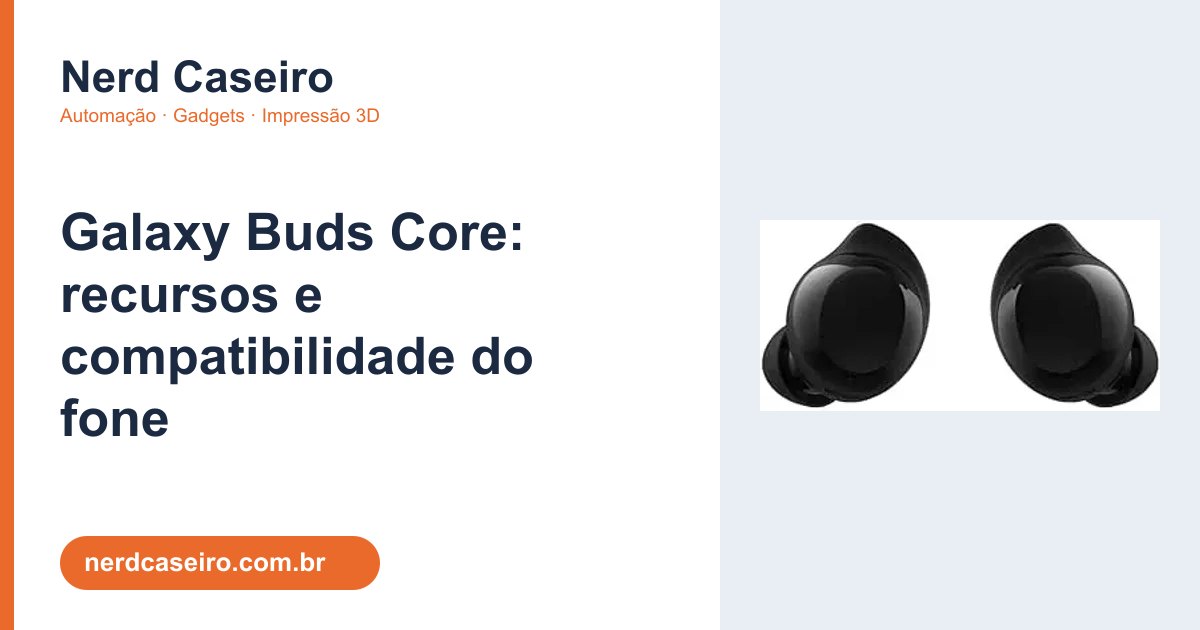 Nerd Caseiro
Automação · Gadgets · Impressão 3D
Galaxy Buds Core:
recursos e
compatibilidade do
fone
nerdcaseiro.com.br